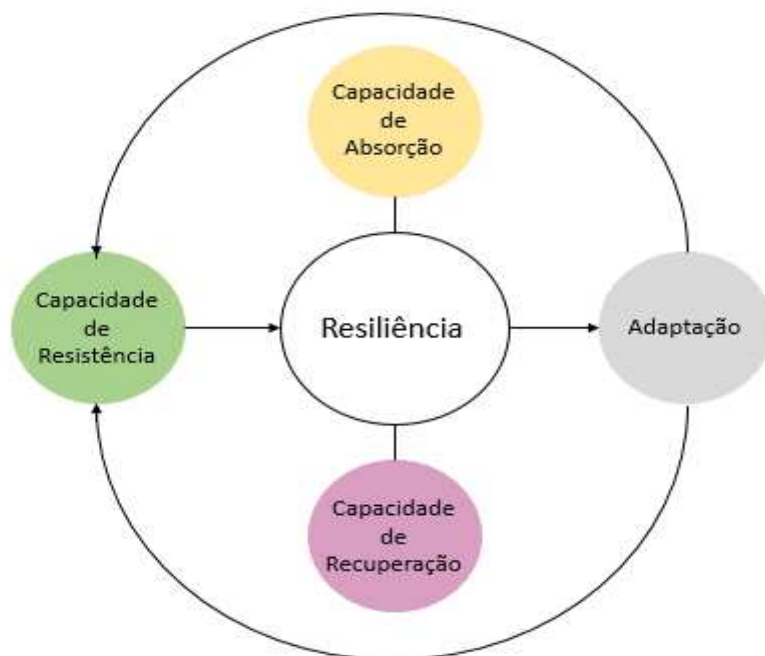 Capacidade
de
Absorção
Capacidade
de
Resistência
Resiliência
Adaptação
Capacidade
de
Recuperação